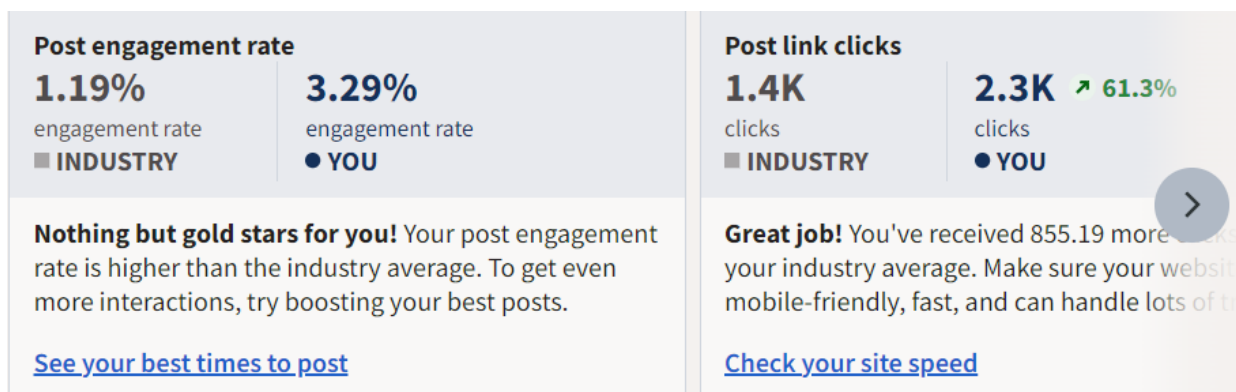 Post engagement rate
1.19%
engagement rate
INDUSTRY
3.29%
engagement rate
YOU
Nothing but gold stars for you! Your post engagement
rate is higher than the industry average. To get even
more interactions, try boosting your best posts.
See your best times to post
Post link clicks
1.4K
clicks
INDUSTRY
2.3K 61.3%
clicks
YOU
Great job! You've received 855.19 more
your industry average. Make sure your
mobile-friendly, fast, and can handle lots of
Check your site speed